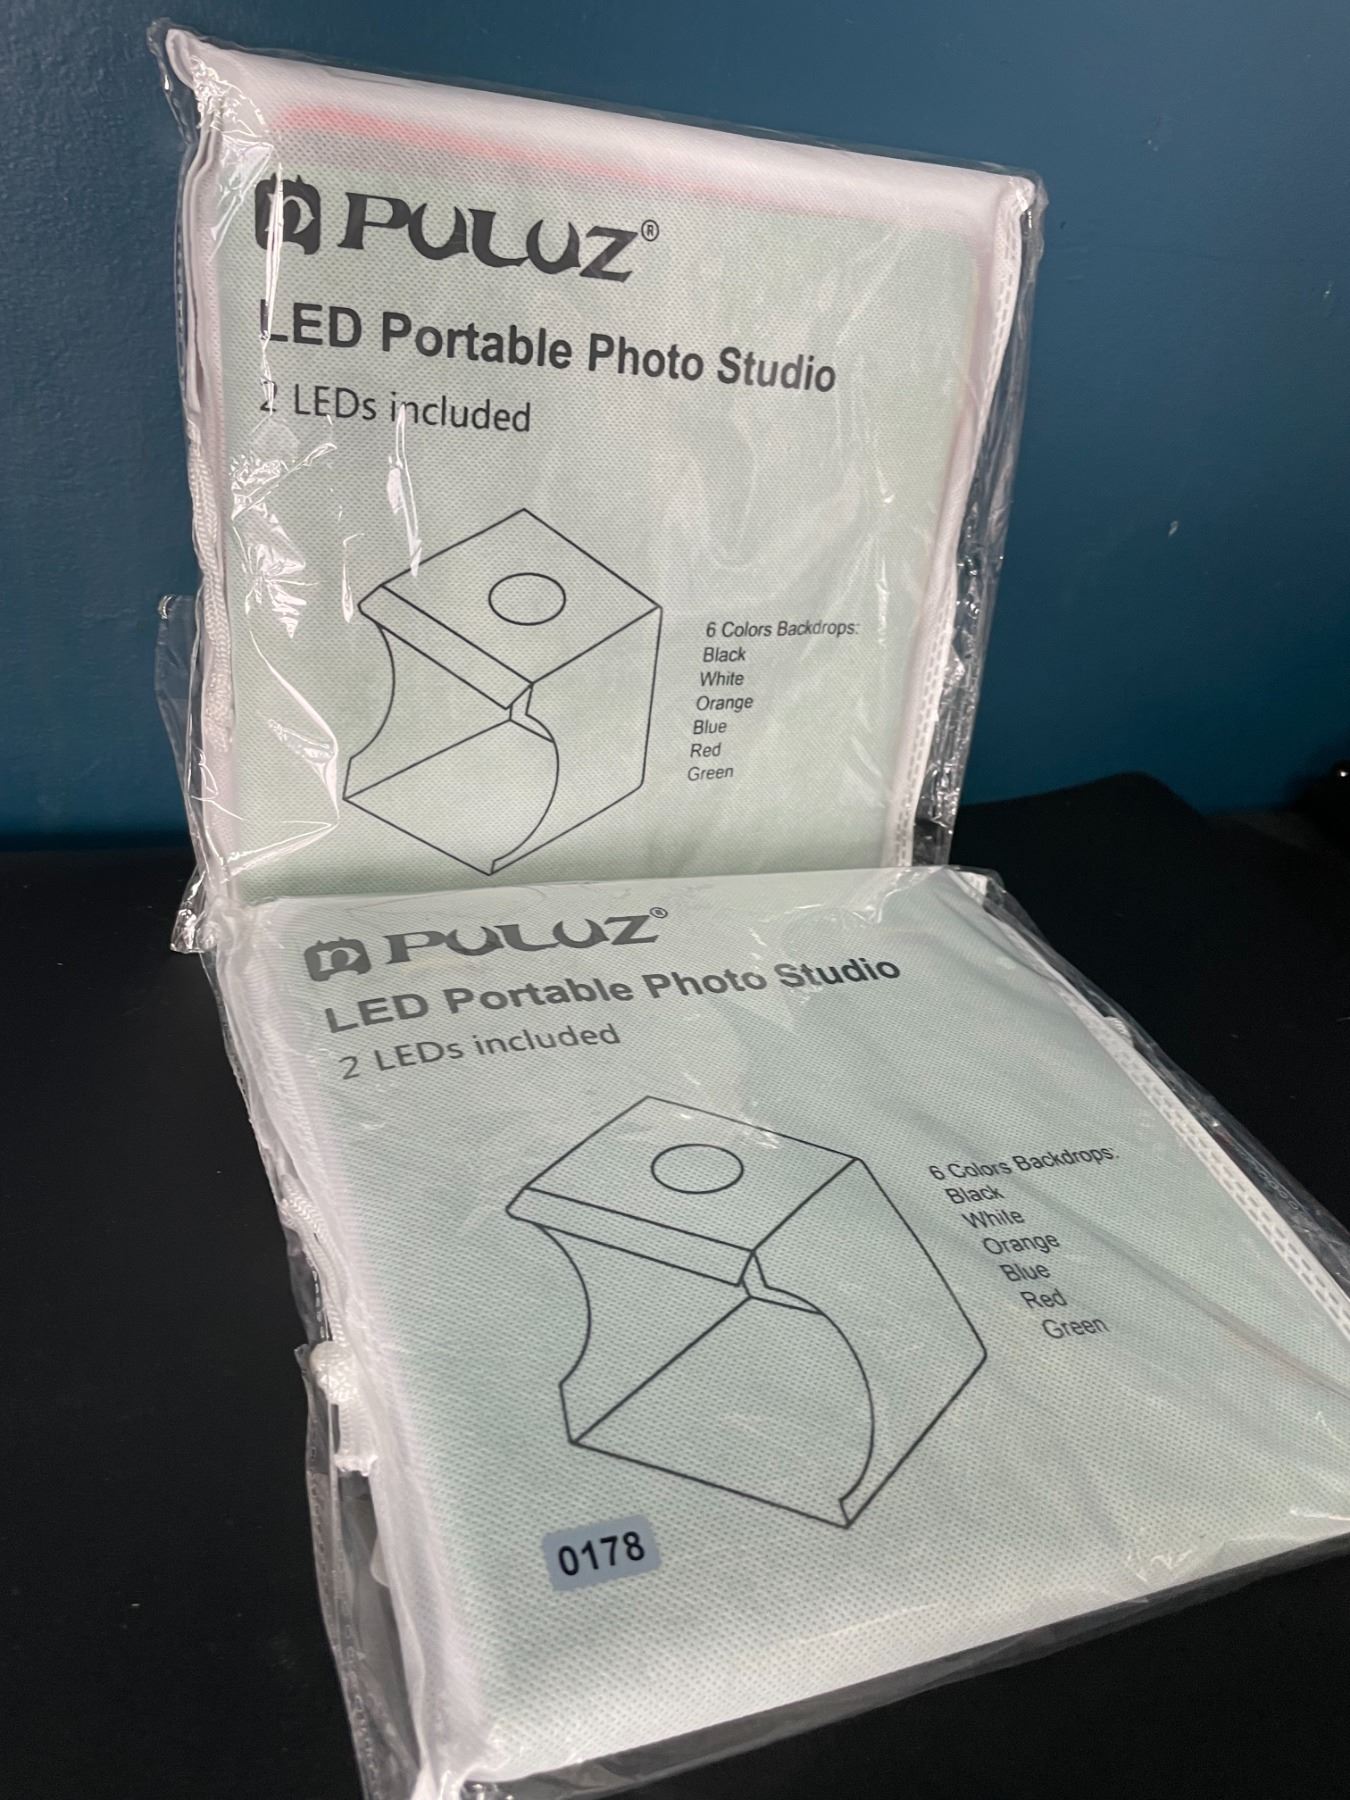 PULUZ®
LED Portable Photo Studio
2 LEDs included
6 Colors Backdrops:
Black
White
Orange
Blue
Red
Green
PULUZ®
LED Portable Photo Studio
2 LEDs included
6 Colors Backdrops:
Black
White
Orange
Blue
Red
Green
0178